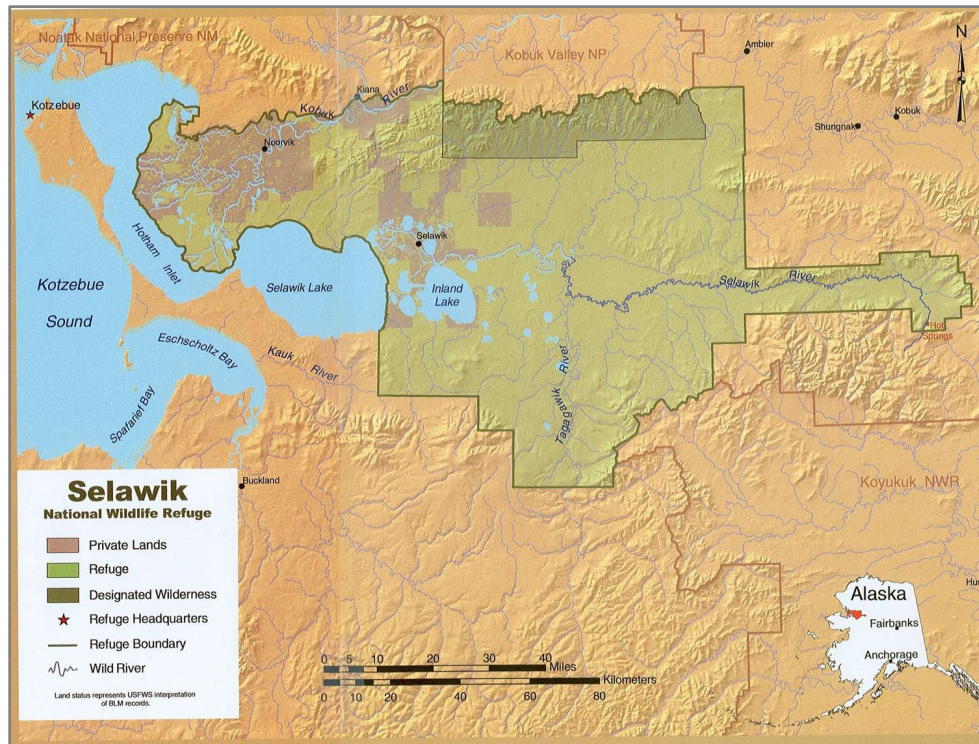 Noatak National Preserve NM
Kobuk Valley NP
Ambler
N
Kotzebue
Kiana
Kobuk
River
Kobuk
Shungnak
Noorvik
Hotham
Inlet
Selawik
Kotzebue
Sound
Selawik Lake
Inland
Lake
Selawik
River
Hot
Springs
Eschscholtz Bay
Kauk
River
Spafarief Bay
Tagagawik
River
Buckland
Koyukuk NWR
Selawik
National Wildlife Refuge
Private Lands
Refuge
Designated Wilderness
Refuge Headquarters
Refuge Boundary
Wild River
Land status represents USFWS interpretation
of BLM records.
0 5 10 20 30 40 Miles
0 10 20 40 60 80 Kilometers
Alaska
Fairbanks
Anchorage